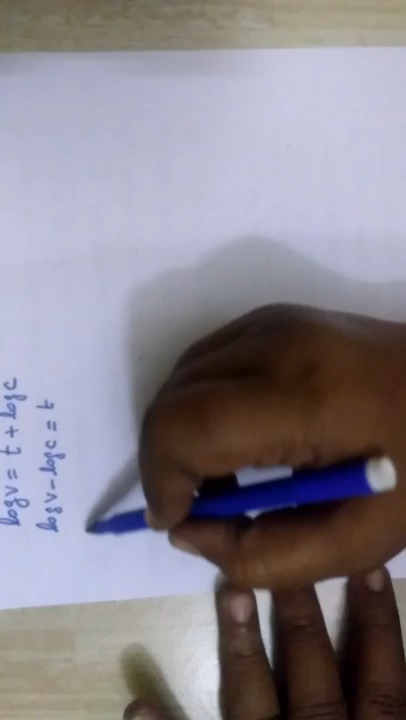 log v = t + log c
log v - log c = t